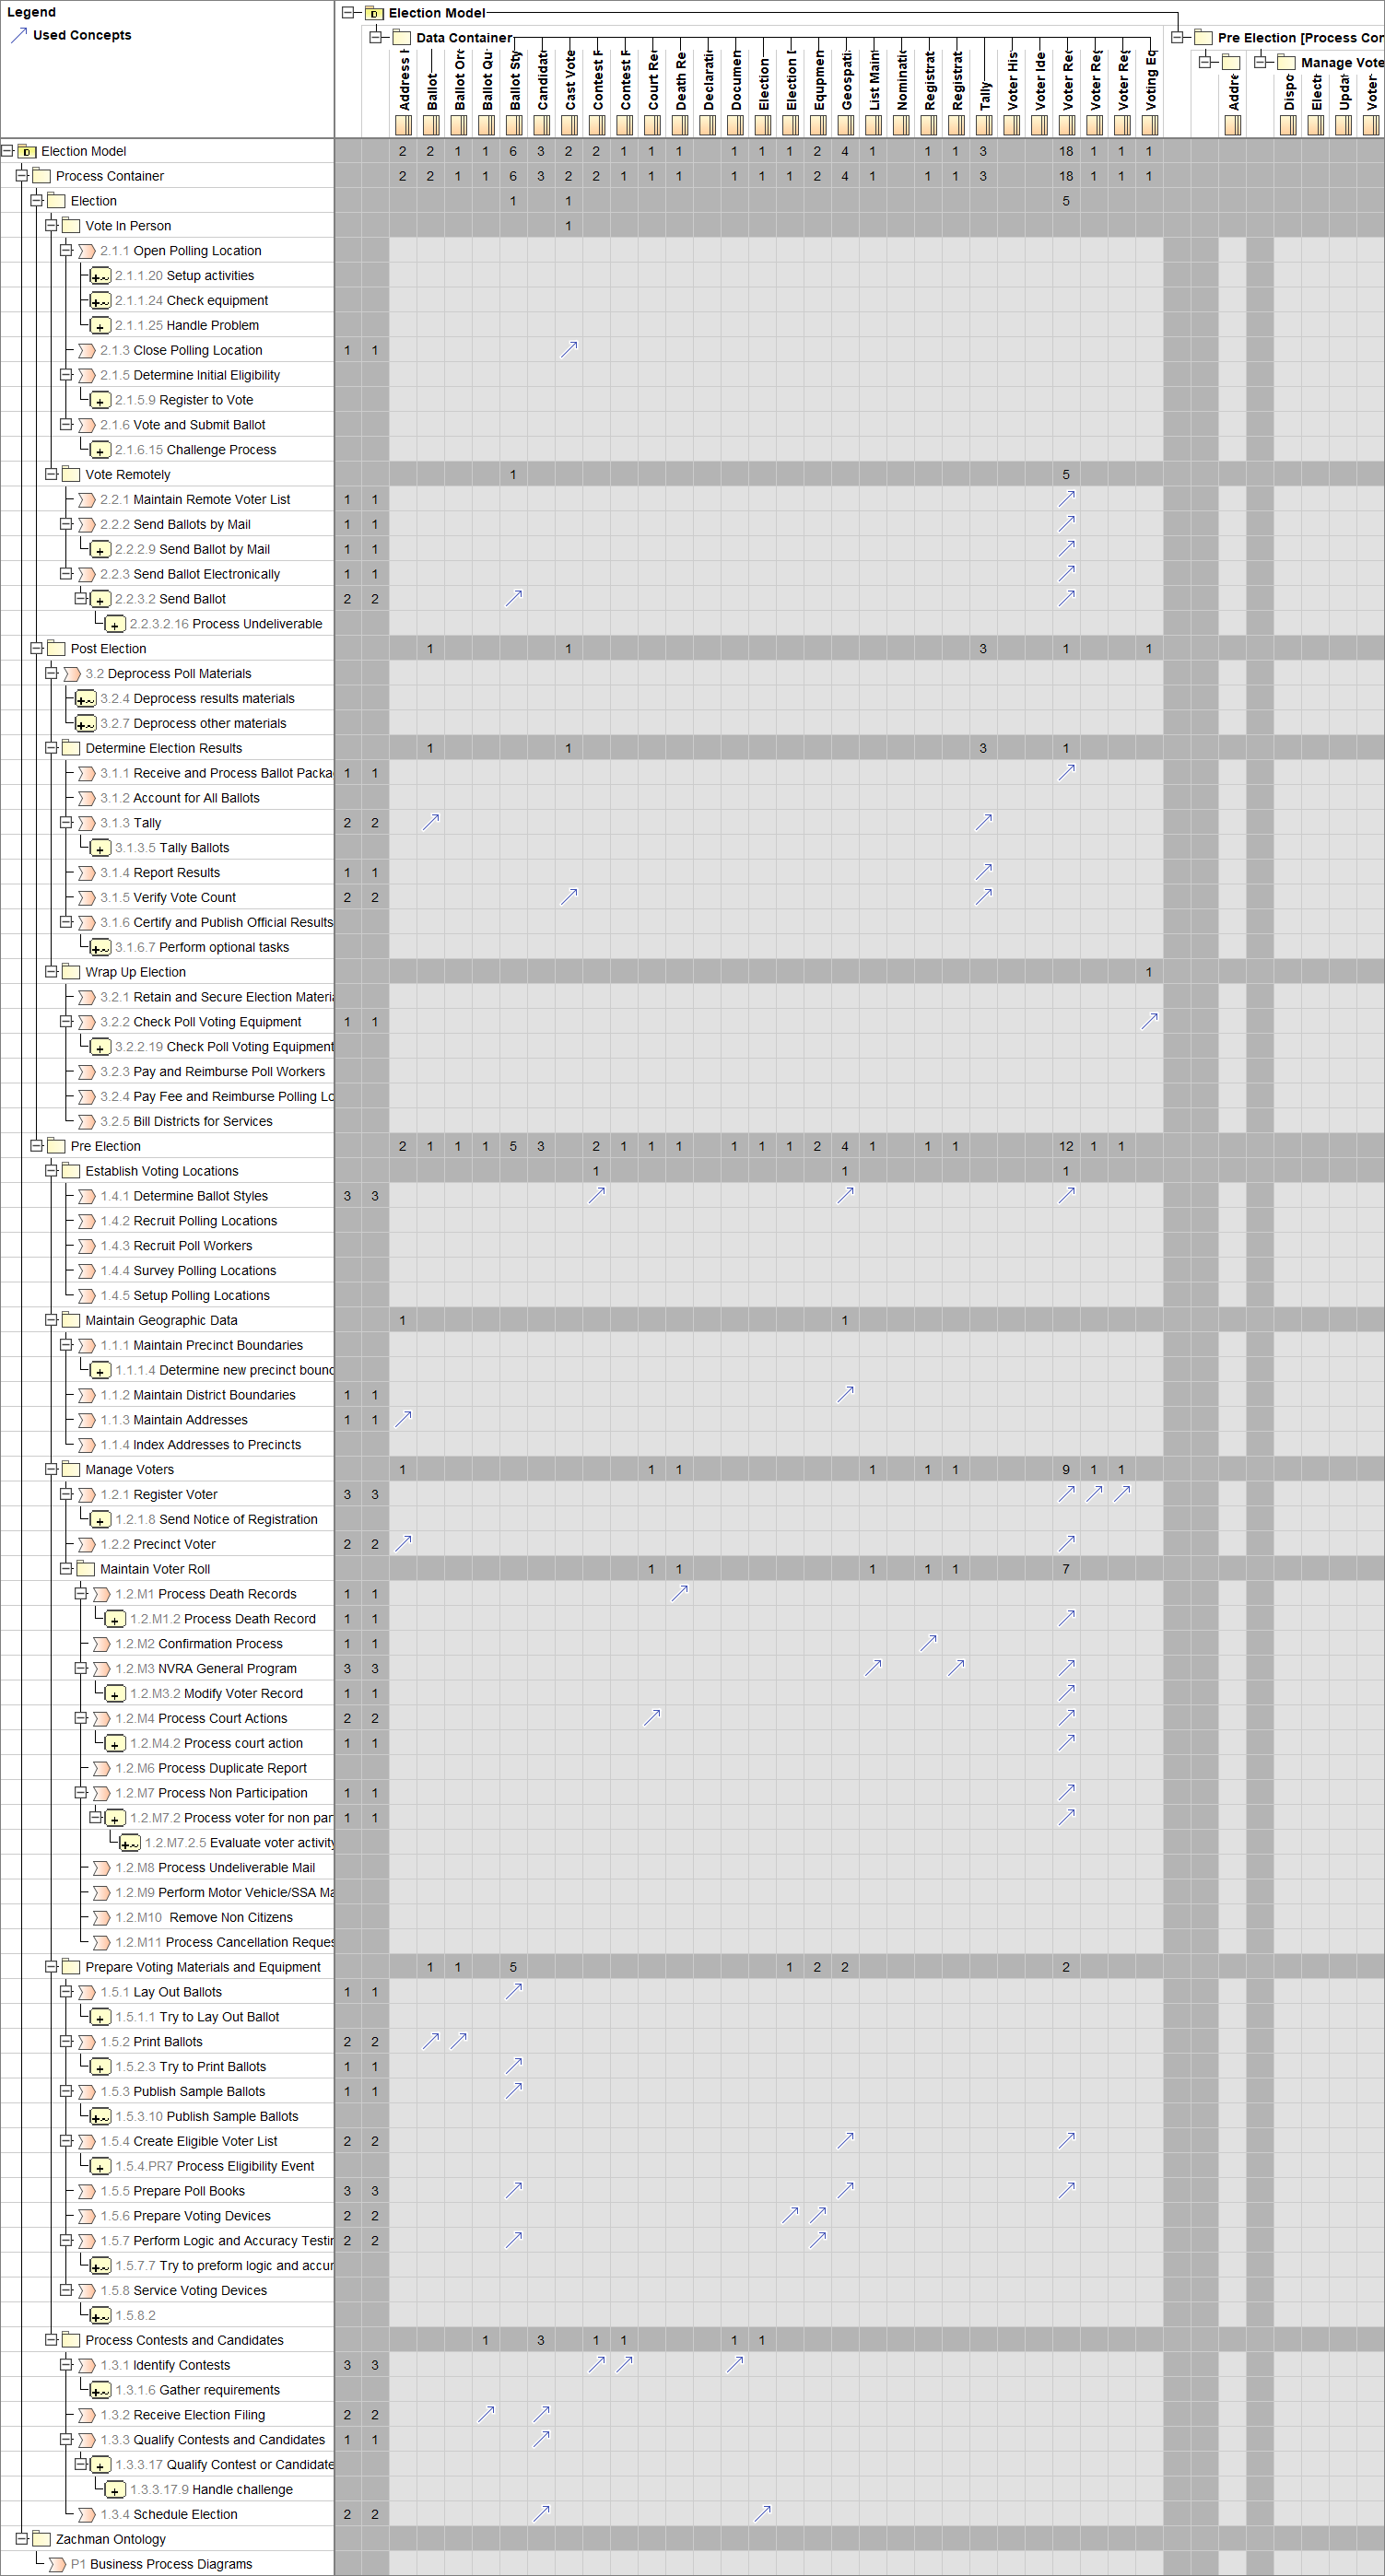 Legend
Used Concepts
Election Model
Data Container
Pre Election [Process Cor
Manage Vote
Address
Ballot
Ballot Orc
Ballot Qu
Ballot Sty
Candidat
Cast Vote
Contest F
Contest F
Court Re
Death Re
Declaratic
Documen
Election
Election [
Equpmen
Geospati
List Maint
Nominatic
Registrat
Registrat
Tally
Voter His
Voter Ide
Voter Rec
Voter Reg
Voter Reg
Voting Eq
Addre
Dispo
Electr
Updat
Voter
Election Model 2 2 1 1 6 3 2 2 1 1 1 1 1 1 2 4 1 1 1 3 18 1 1 1
Process Container 2 2 1 1 6 3 2 2 1 1 1 1 1 1 2 4 1 1 1 3 18 1 1 1
Election 1 1 5
Vote In Person 1
2.1.1 Open Polling Location
2.1.1.20 Setup activities
2.1.1.24 Check equipment
2.1.1.25 Handle Problem
2.1.3 Close Polling Location 1 1
2.1.5 Determine Initial Eligibility
2.1.5.9 Register to Vote
2.1.6 Vote and Submit Ballot
2.1.6.15 Challenge Process
Vote Remotely 1 5
2.2.1 Maintain Remote Voter List 1 1
2.2.2 Send Ballots by Mail 1 1
2.2.2.9 Send Ballot by Mail 1 1
2.2.3 Send Ballot Electronically 1 1
2.2.3.2 Send Ballot 2 2
2.2.3.2.16 Process Undeliverable
Post Election 1 1 3 1 1
3.2 Deprocess Poll Materials
3.2.4 Deprocess results materials
3.2.7 Deprocess other materials
Determine Election Results 1 1 3 1
3.1.1 Receive and Process Ballot Packa 1 1
3.1.2 Account for All Ballots
3.1.3 Tally 2 2
3.1.3.5 Tally Ballots
3.1.4 Report Results 1 1
3.1.5 Verify Vote Count 2 2
3.1.6 Certify and Publish Official Results
3.1.6.7 Perform optional tasks
Wrap Up Election 1
3.2.1 Retain and Secure Election Materia
3.2.2 Check Poll Voting Equipment 1 1
3.2.2.19 Check Poll Voting Equipment
3.2.3 Pay and Reimburse Poll Workers
3.2.4 Pay Fee and Reimburse Polling Lo
3.2.5 Bill Districts for Services
Pre Election 2 1 1 1 5 3 2 1 1 1 1 1 1 2 4 1 1 1 12 1 1
Establish Voting Locations 1 1 1
1.4.1 Determine Ballot Styles 3 3
1.4.2 Recruit Polling Locations
1.4.3 Recruit Poll Workers
1.4.4 Survey Polling Locations
1.4.5 Setup Polling Locations
Maintain Geographic Data 1 1
1.1.1 Maintain Precinct Boundaries
1.1.1.4 Determine new precinct bounc
1.1.2 Maintain District Boundaries 1 1
1.1.3 Maintain Addresses 1 1
1.1.4 Index Addresses to Precincts
Manage Voters 1 1 1 1 1 1 9 1 1
1.2.1 Register Voter 3 3
1.2.1.8 Send Notice of Registration
1.2.2 Precinct Voter 2 2
Maintain Voter Roll 1 1 1 1 1 7
1.2.M1 Process Death Records 1 1
1.2.M1.2 Process Death Record 1 1
1.2.M2 Confirmation Process 1 1
1.2.M3 NVRA General Program 3 3
1.2.M3.2 Modify Voter Record 1 1
1.2.M4 Process Court Actions 2 2
1.2.M4.2 Process court action 1 1
1.2.M6 Process Duplicate Report
1.2.M7 Process Non Participation 1 1
1.2.M7.2 Process voter for non par 1 1
1.2.M7.2.5 Evaluate voter activity
1.2.M8 Process Undeliverable Mail
1.2.M9 Perform Motor Vehicle/SSA Ma
1.2.M10 Remove Non Citizens
1.2.M11 Process Cancellation Reques
Prepare Voting Materials and Equipment 1 1 5 1 2 2 2
1.5.1 Lay Out Ballots 1 1
1.5.1.1 Try to Lay Out Ballot
1.5.2 Print Ballots 2 2
1.5.2.3 Try to Print Ballots 1 1
1.5.3 Publish Sample Ballots 1 1
1.5.3.10 Publish Sample Ballots
1.5.4 Create Eligible Voter List 2 2
1.5.4.PR7 Process Eligibility Event
1.5.5 Prepare Poll Books 3 3
1.5.6 Prepare Voting Devices 2 2
1.5.7 Perform Logic and Accuracy Testin 2 2
1.5.7.7 Try to preform logic and accur
1.5.8 Service Voting Devices
1.5.8.2
Process Contests and Candidates 1 3 1 1 1 1
1.3.1 Identify Contests 3 3
1.3.1.6 Gather requirements
1.3.2 Receive Election Filing 2 2
1.3.3 Qualify Contests and Candidates 1 1
1.3.3.17 Qualify Contest or Candidate
1.3.3.17.9 Handle challenge
1.3.4 Schedule Election 2 2
Zachman Ontology
P1 Business Process Diagrams